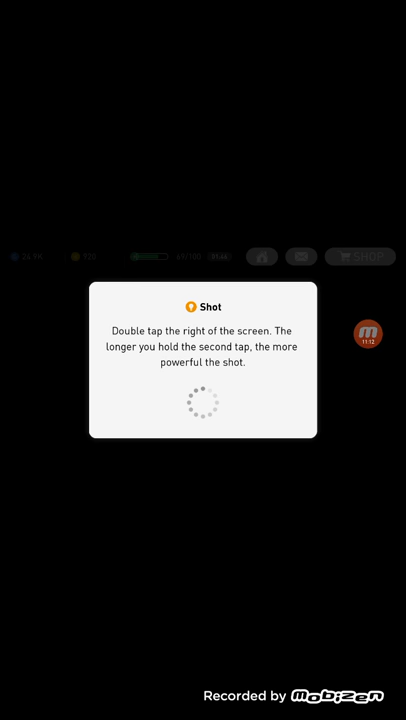 SHOP
Shot
Double tap the right of the screen. The
longer you hold the second tap, the more
powerful the shot.
11:12
Recorded by mobizen